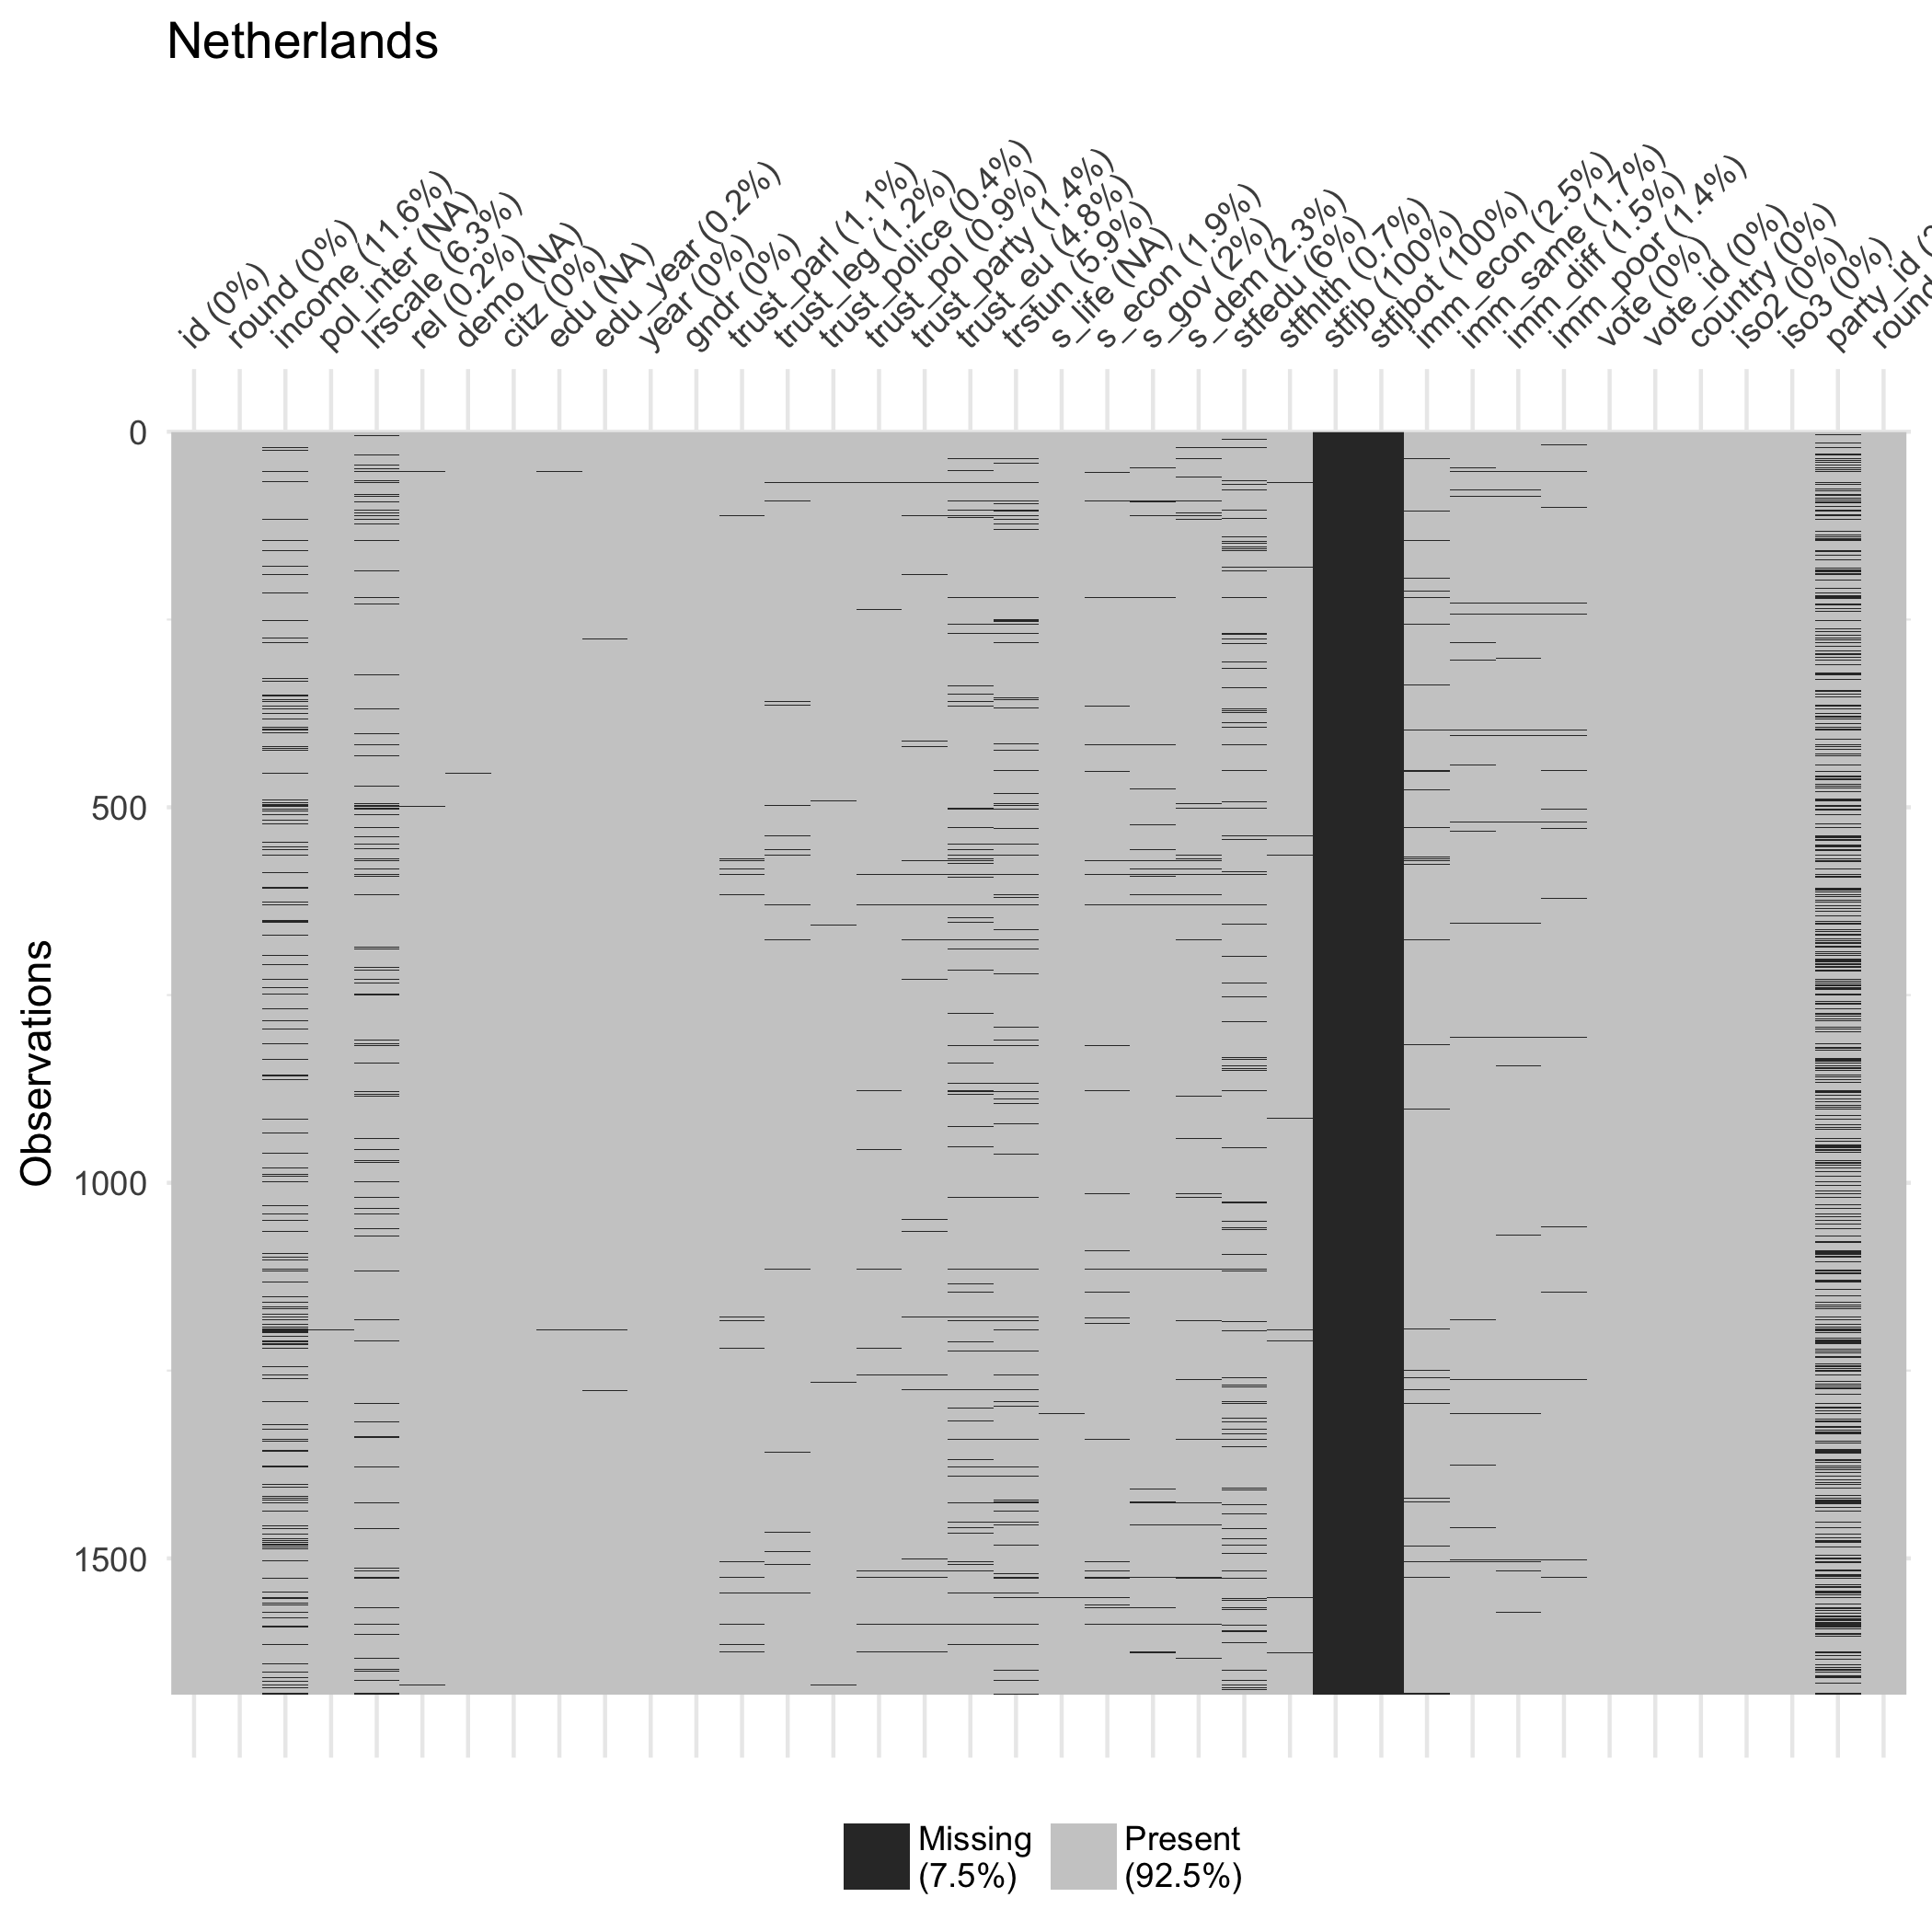 Netherlands
id (0%)
round (0%)
income (11.6%)
pol_inter (NA)
lrscale (6.3%)
rel (0.2%)
demo (NA)
citz (0%)
edu (NA)
edu_year (0.2%)
year (0%)
gndr (0%)
trust_parl (1.1%)
trust_leg (1.2%)
trust_police (0.4%)
trust_pol (0.9%)
trust_party (1.4%)
trust_eu (4.8%)
trstun (5.9%)
s_life (NA)
s_econ (1.9%)
s_gov (2%)
s_dem (2.3%)
stfedu (6%)
stfhlth (0.7%)
stfjb (100%)
stfjbot (100%)
imm_econ (2.5%)
imm_same (1.7%)
imm_diff (1.5%)
imm_poor (1.4%)
vote (0%)
vote_id (0%)
country (0%)
iso2 (0%)
iso3 (0%)
party_id (
round
0
500
1000
1500
Observations
Missing
(7.5%)
Present
(92.5%)